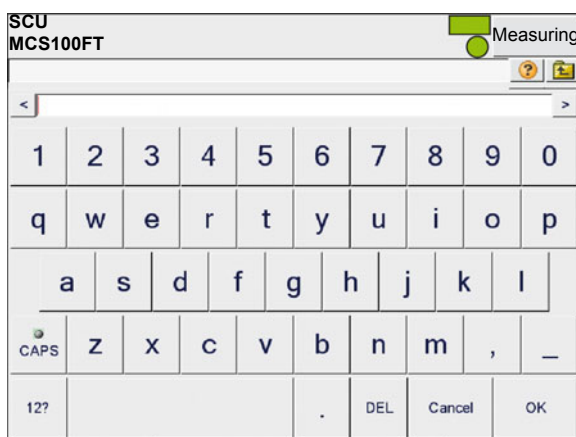 SCU
MCS100FT
Measuring
?
<
>
1 2 3 4 5 6 7 8 9 0
q w e r t y u i o p
a s d f g h j k l
CAPS z x c v b n m , _
12? . DEL Cancel OK